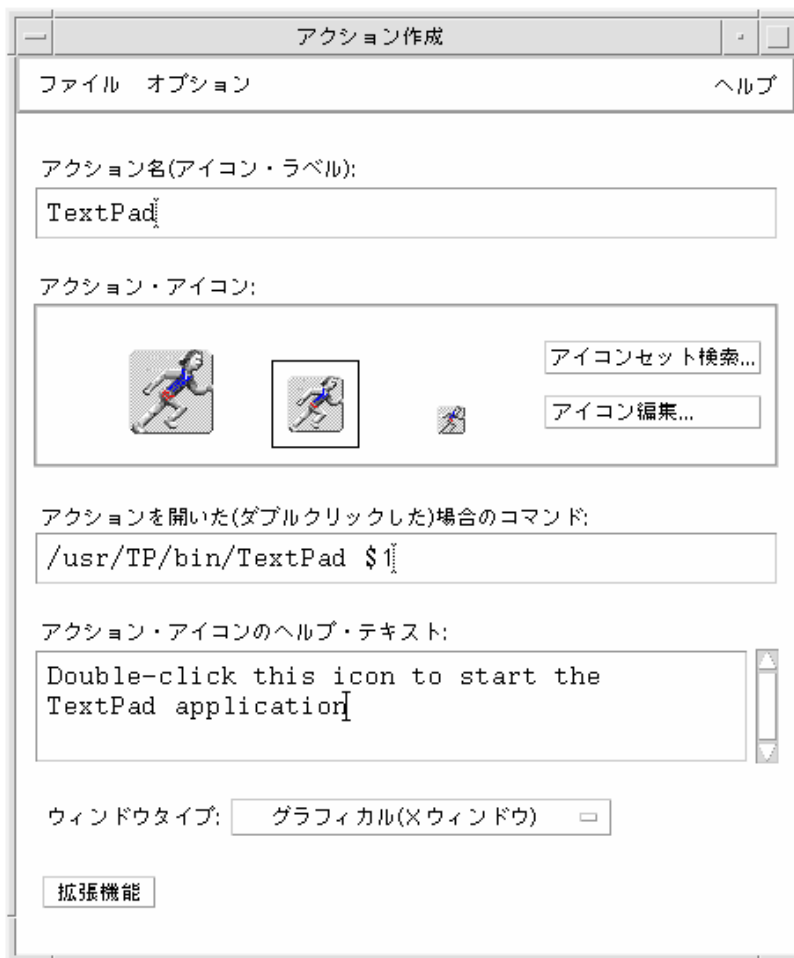 アクション作成
ファイル オプション ヘルプ
アクション名(アイコン・ラベル):
TextPad
アクション・アイコン:
アイコンセット検索...
アイコン編集...
アクションを開いた(ダブルクリックした)場合のコマンド:
/usr/TP/bin/TextPad $1
アクション・アイコンのヘルプ・テキスト:
Double-click this icon to start the
TextPad application
ウィンドウタイプ: グラフィカル(Xウィンドウ)
拡張機能